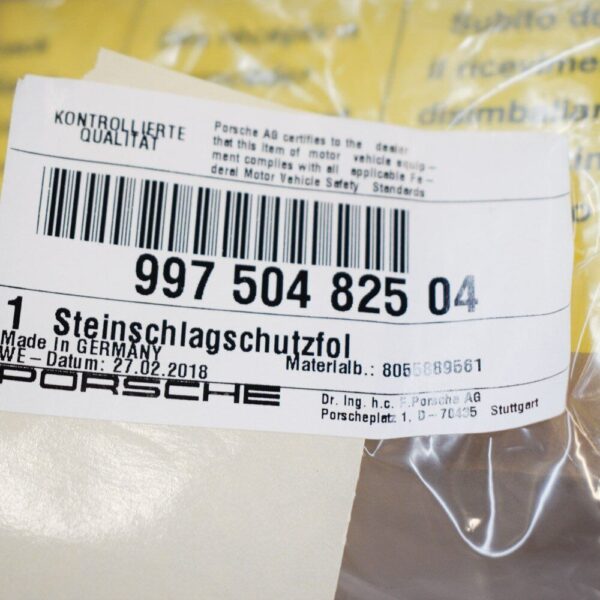 Subito do
il ricevime
disimballar
KONTROLLIERTE
QUALITÄT
Porsche AG certifies to the dealer
that this item of motor vehicle equip-
ment complies with all applicable Fe-
deral Motor Vehicle Safety Standards
997 504 825 04
1 Steinschlagschutzfol
Made In GERMANY
WE-Datum: 27.02.2018
Materialb.: 8055889561
PORSCHE
Dr. Ing. h.c. F.Porsche AG
Porscheplatz 1, D-70435 Stuttgart